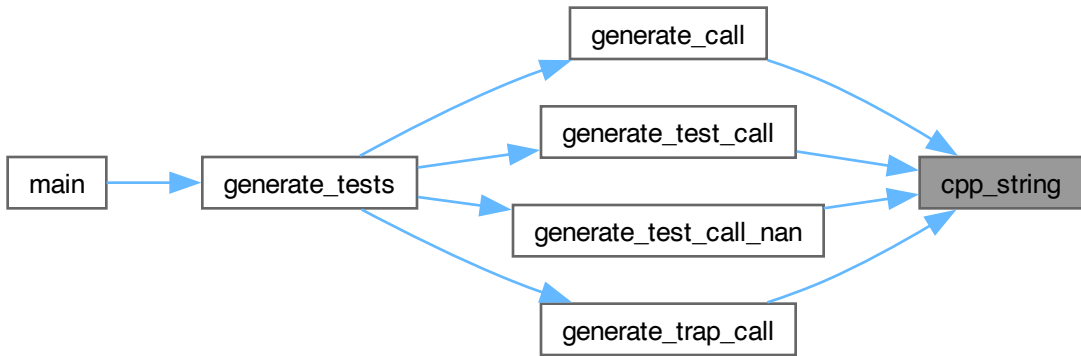 main
generate_tests
generate_call
generate_test_call
generate_test_call_nan
generate_trap_call
cpp_string